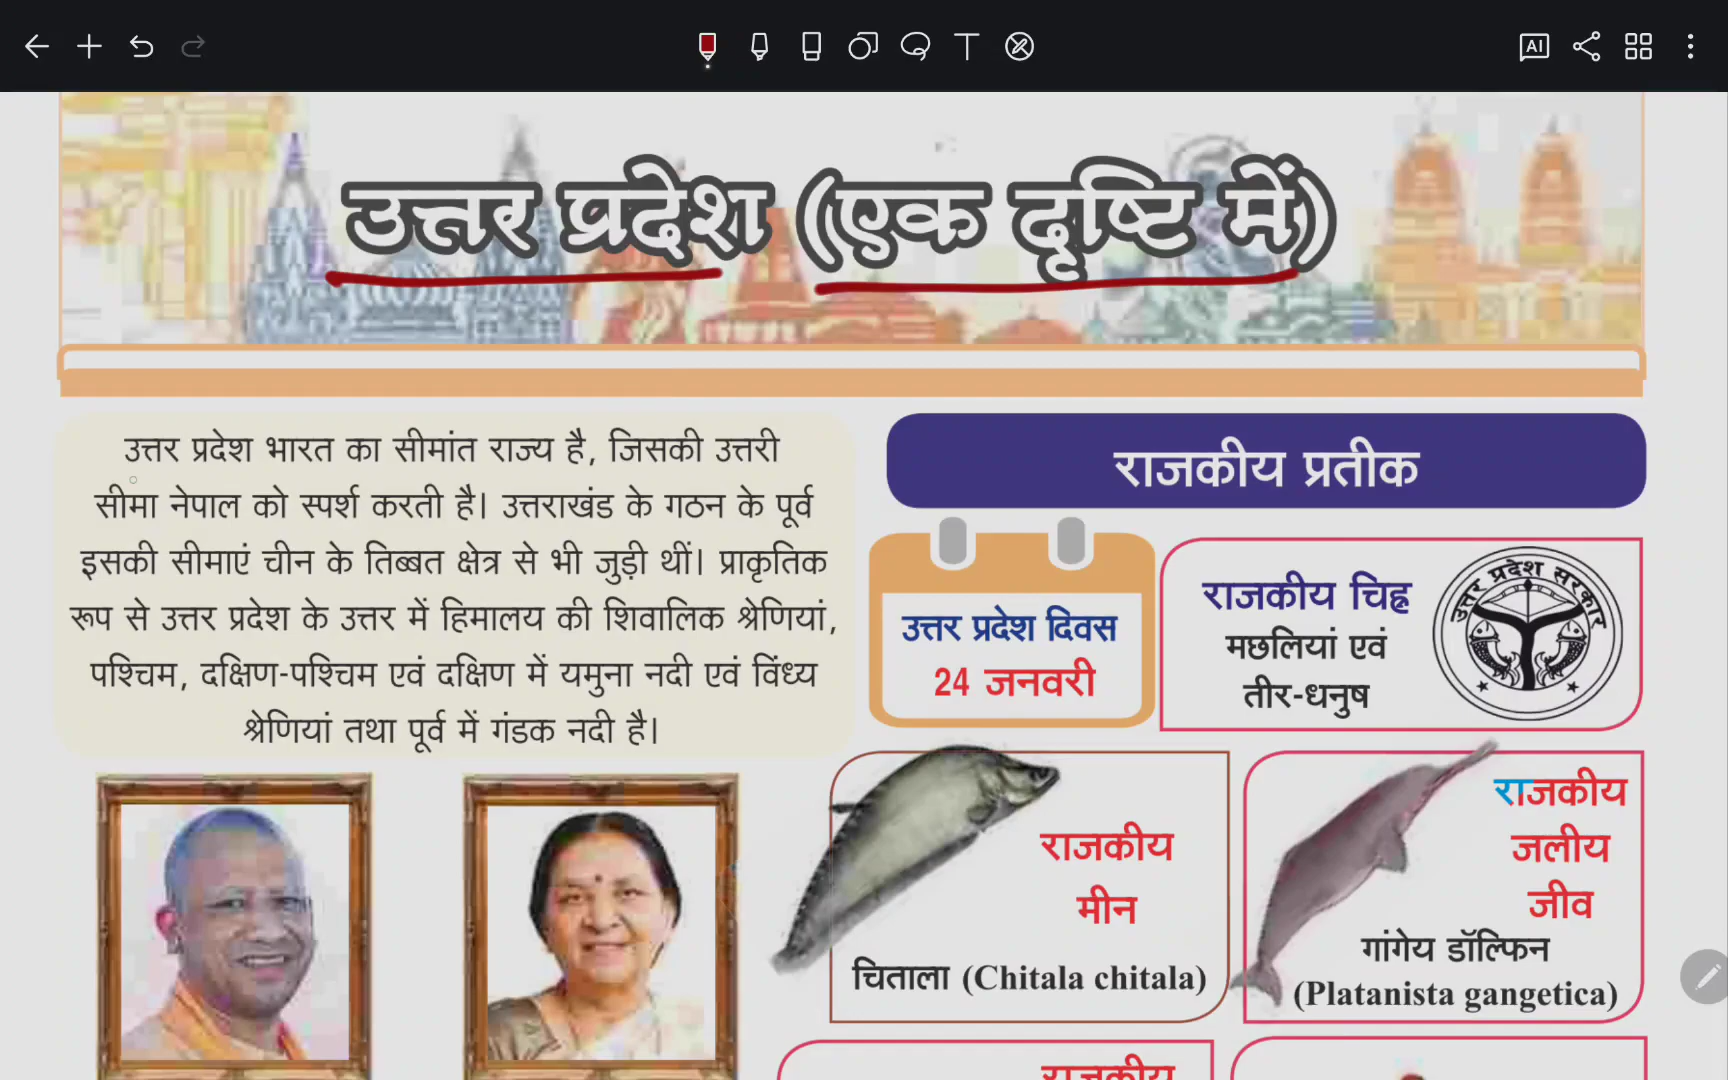 AI
उत्तर प्रदेश (एक दृष्टि में)
उत्तर प्रदेश भारत का सीमांत राज्य है, जिसकी उत्तरी
सीमा नेपाल को स्पर्श करती है। उत्तराखंड के गठन के पूर्व
इसकी सीमाएं चीन के तिब्बत क्षेत्र से भी जुड़ी थीं। प्राकृतिक
रूप से उत्तर प्रदेश के उत्तर में हिमालय की शिवालिक श्रेणियां,
पश्चिम, दक्षिण-पश्चिम एवं दक्षिण में यमुना नदी एवं विंध्य
श्रेणियां तथा पूर्व में गंडक नदी है।
राजकीय प्रतीक
उत्तर प्रदेश दिवस
24 जनवरी
राजकीय चिह्न
मछलियां एवं
तीर-धनुष
उत्तर प्रदेश सरकार
राजकीय
मीन
चिताला (Chitala chitala)
राजकीय
जलीय
जीव
गांगेय डॉल्फिन
(Platanista gangetica)
राजकीय